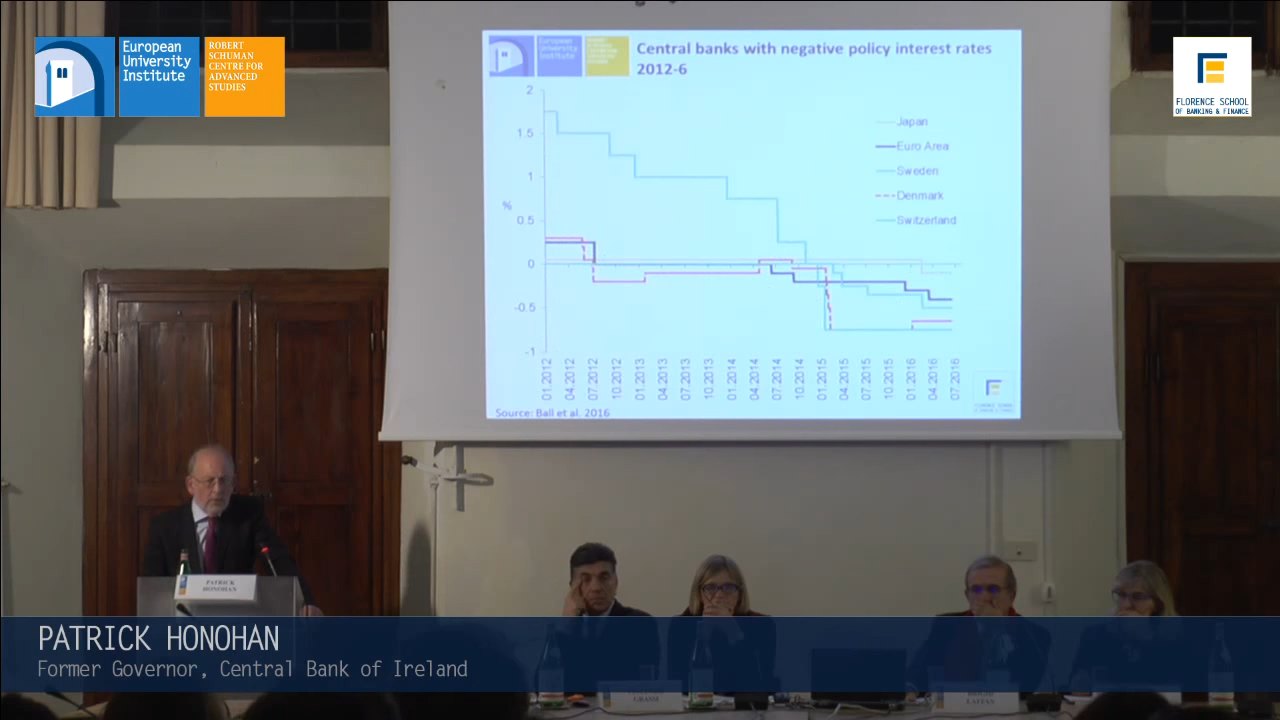 European
University
Institute
ROBERT
SCHUMAN
CENTRE FOR
ADVANCED
STUDIES
FLORENCE SCHOOL
OF BANKING & FINANCE
European
University
Institute
Central banks with negative policy interest rates
2012-6
2
1.5
1
0.5
0
-0.5
-1
%
Japan
Euro Area
Sweden
Denmark
Switzerland
01.2012
04.2012
07.2012
10.2012
01.2013
04.2013
07.2013
10.2013
01.2014
04.2014
07.2014
10.2014
01.2015
04.2015
07.2015
10.2015
01.2016
04.2016
07.2016
Source: Ball et al. 2016
PATRICK
HONOHAN
PATRICK HONOHAN
Former Governor, Central Bank of Ireland
LAFFAN